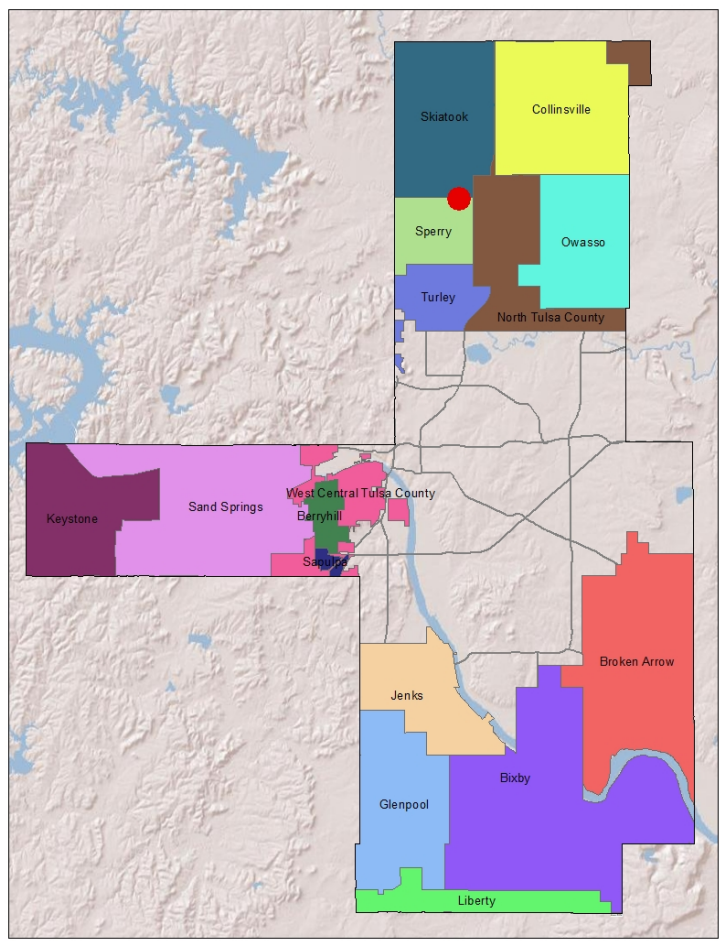 Skiatook
Collinsville
Sperry
Owasso
Turley
North Tulsa County
West Central Tulsa County
Keystone
Sand Springs
Berryhill
Sapulpa
Broken Arrow
Jenks
Bixby
Glenpool
Liberty